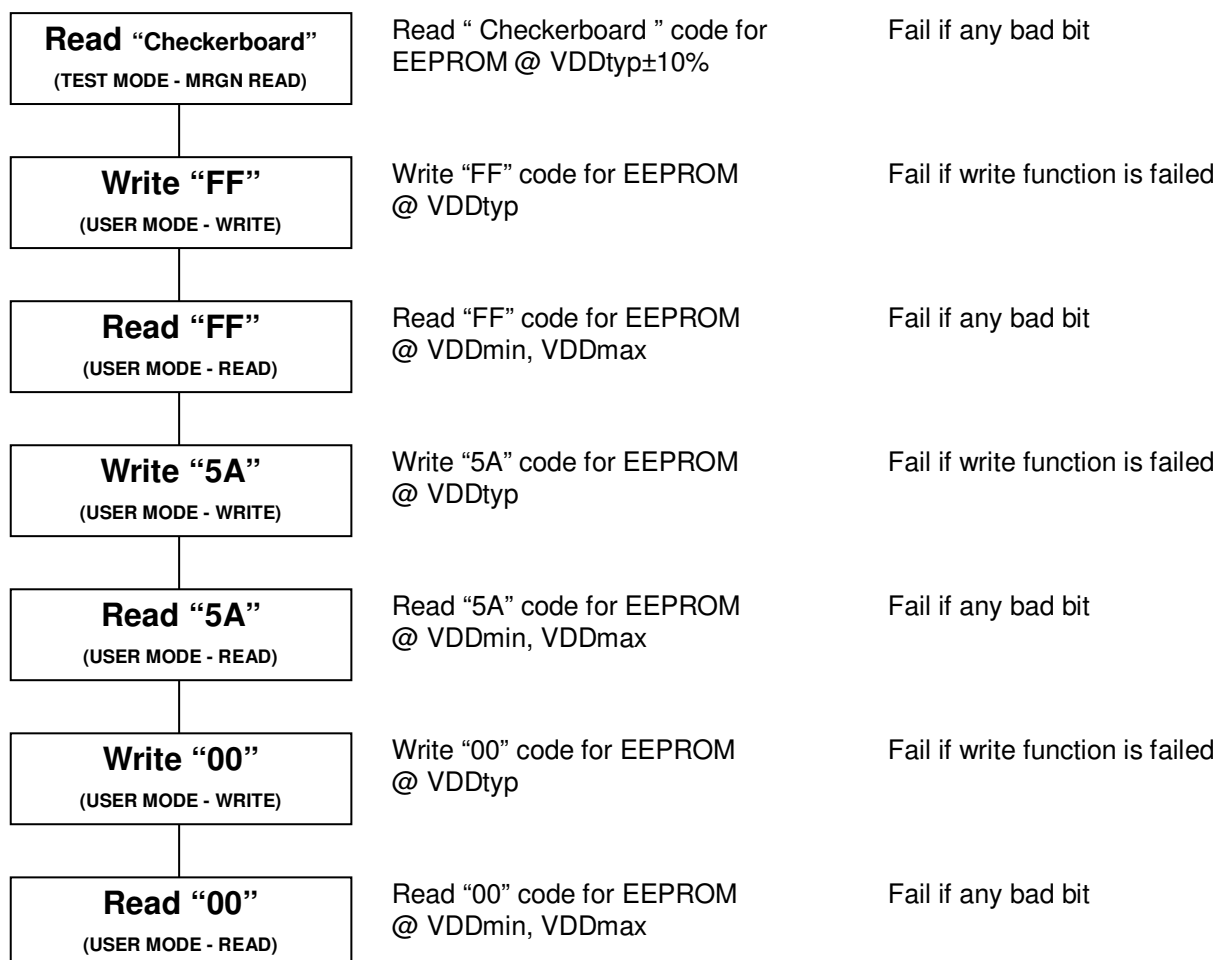 Read “Checkerboard”
(TEST MODE - MRGN READ)
Read “ Checkerboard ” code for
EEPROM @ VDDtyp±10%
Fail if any bad bit
Write “FF”
(USER MODE - WRITE)
Write “FF” code for EEPROM
@ VDDtyp
Fail if write function is failed
Read “FF”
(USER MODE - READ)
Read “FF” code for EEPROM
@ VDDmin, VDDmax
Fail if any bad bit
Write “5A”
(USER MODE - WRITE)
Write “5A” code for EEPROM
@ VDDtyp
Fail if write function is failed
Read “5A”
(USER MODE - READ)
Read “5A” code for EEPROM
@ VDDmin, VDDmax
Fail if any bad bit
Write “00”
(USER MODE - WRITE)
Write “00” code for EEPROM
@ VDDtyp
Fail if write function is failed
Read “00”
(USER MODE - READ)
Read “00” code for EEPROM
@ VDDmin, VDDmax
Fail if any bad bit